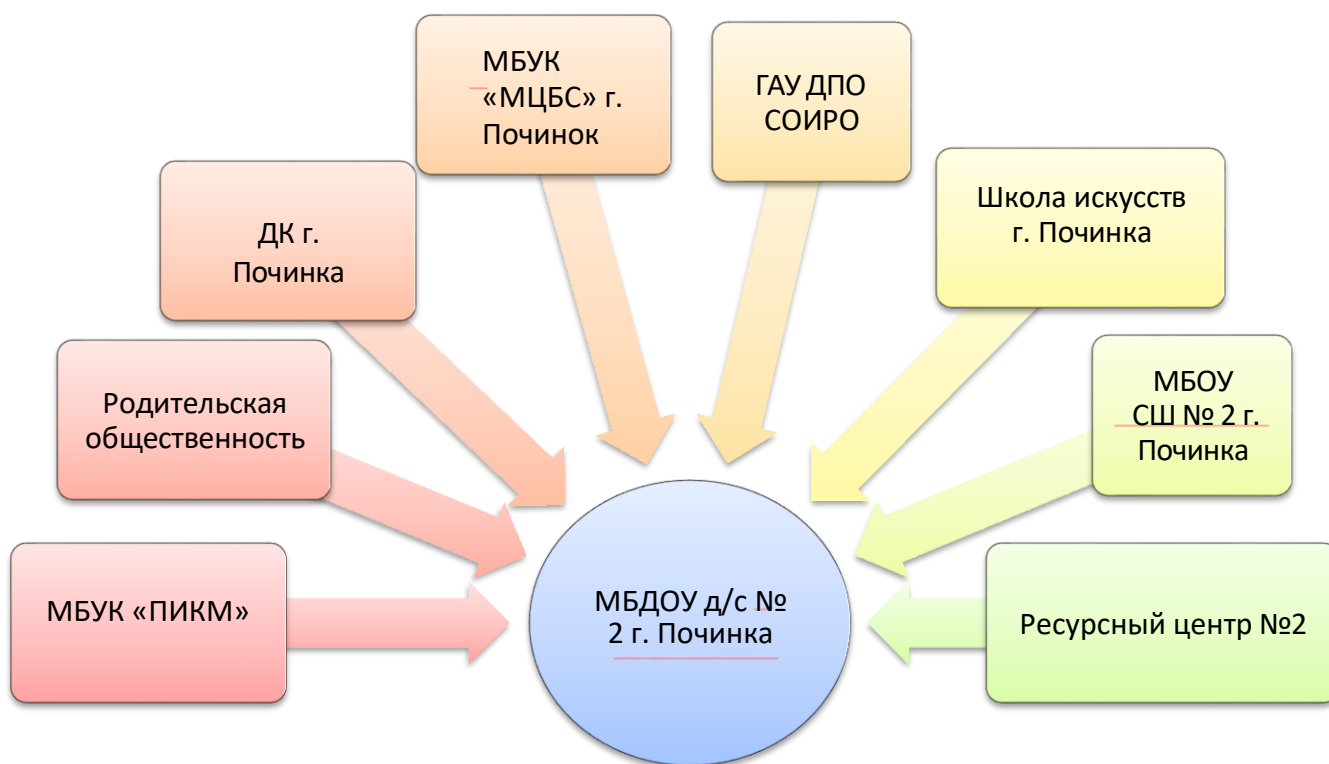 МБУК
«МЦБС» г.
Починок
ГАУ ДПО
СОИРО
ДК г.
Починка
Школа искусств
г. Починка
Родительская
общественность
МБОУ
СШ № 2 г.
Починка
МБУК «ПИКМ»
МБДОУ д/с №
2 г. Починка
Ресурсный центр №2